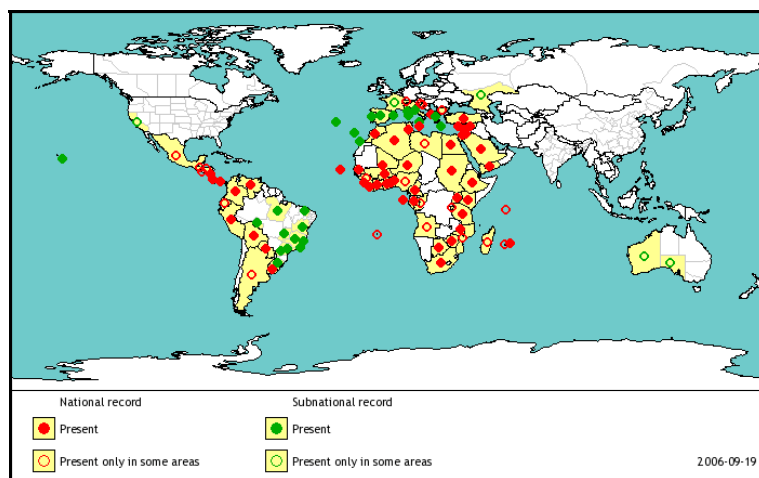 National record
Subnational record
Present
Present
Present only in some areas
Present only in some areas
2006-09-19